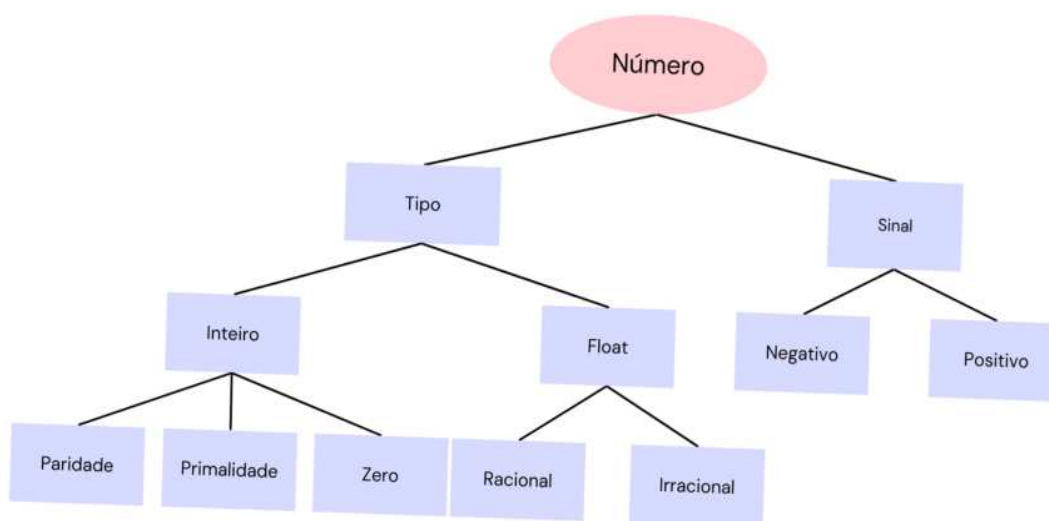 Número
Tipo
Sinal
Inteiro
Float
Negativo
Positivo
Paridade
Primalidade
Zero
Racional
Irracional